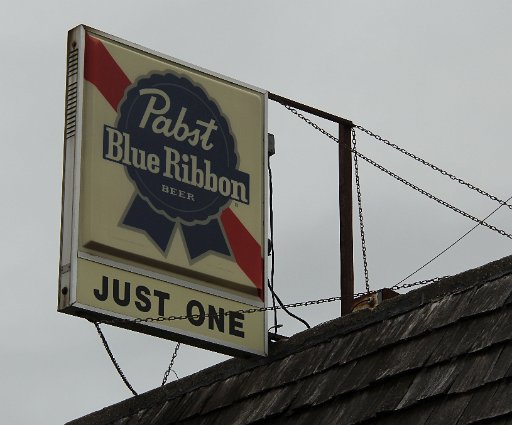 Pabst
Blue Ribbon
BEER
JUST ONE